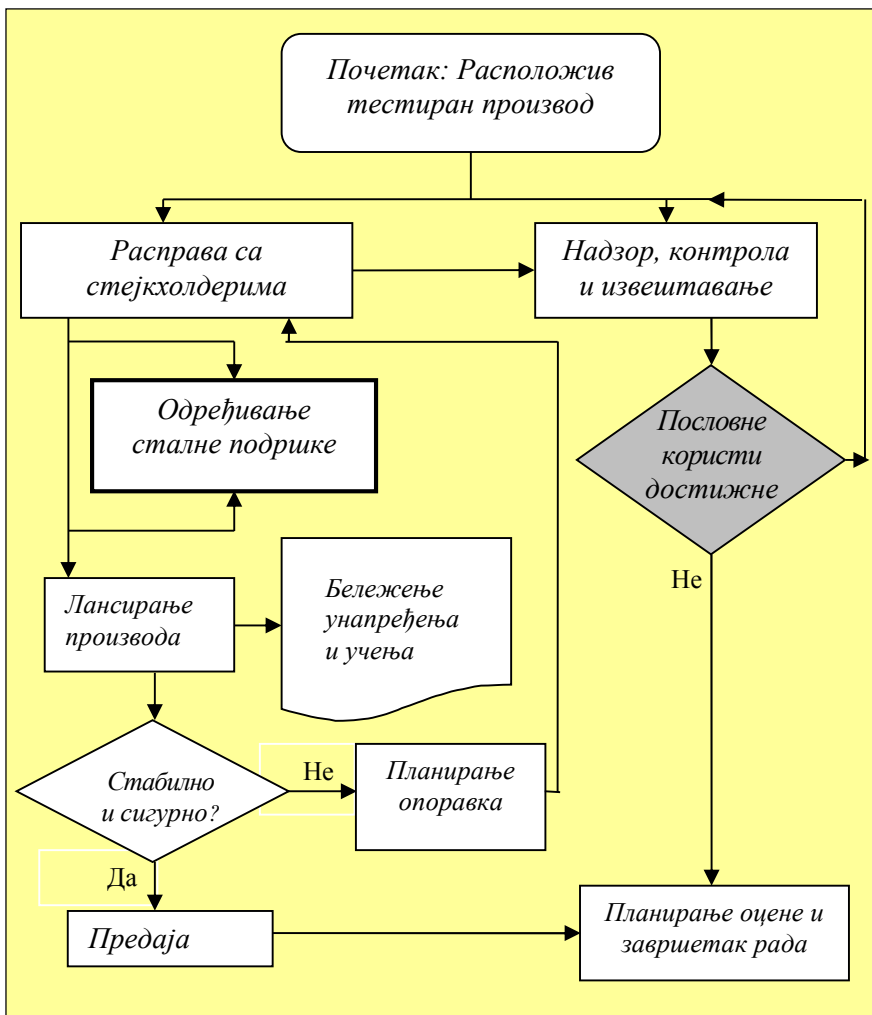 Почетак: Расположив
тестиран производ
Расправа са
стејкхолдерима
Надзор, контрола
и извештавање
Одређивање
сталне подршке
Пословне
користи
достижне
Не
Лансирање
производа
Бележење
унапређења
и учења
Стабилно
и сигурно?
Не
Планирање
опоравка
Да
Предаја
Планирање оцене и
завршетак рада